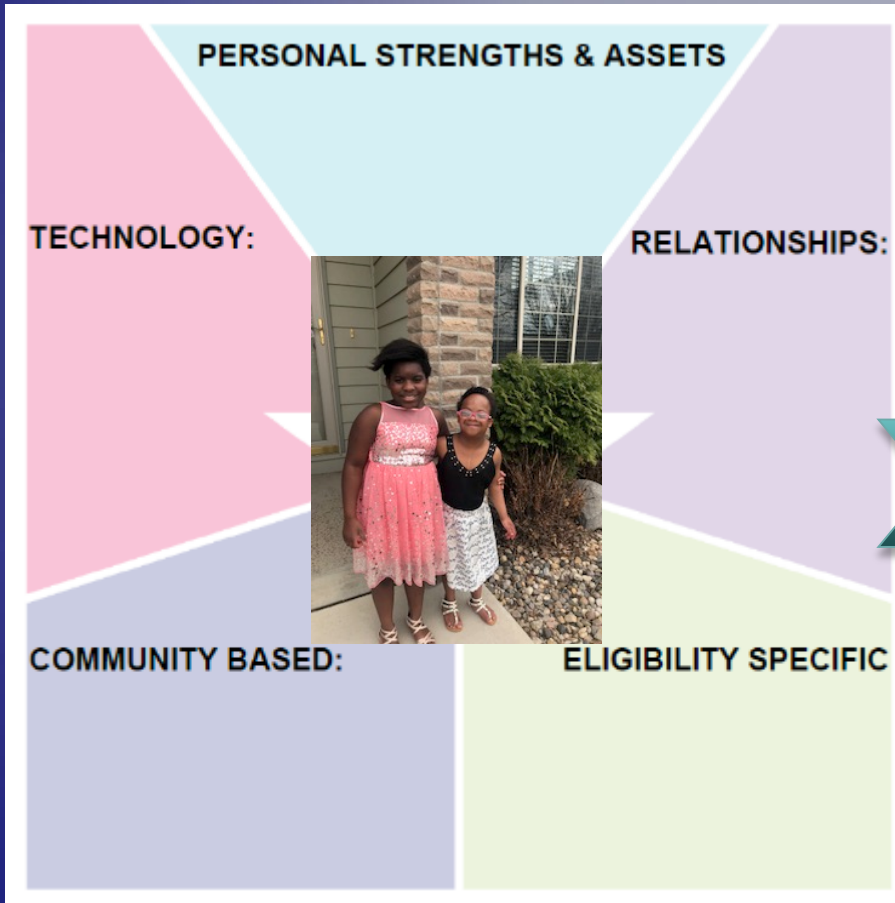 PERSONAL STRENGTHS & ASSETS
TECHNOLOGY:
RELATIONSHIPS:
COMMUNITY BASED:
ELIGIBILITY SPECIFIC